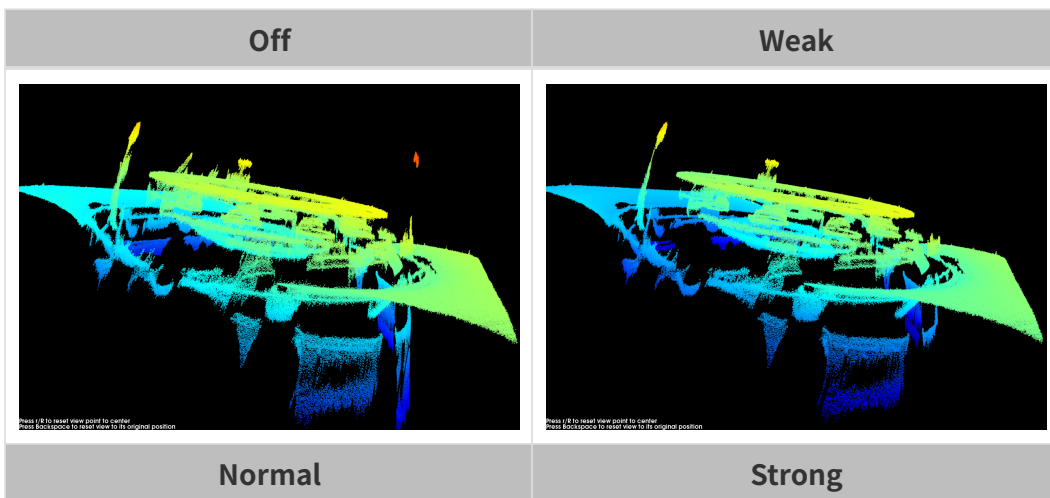 Off
Weak
Press r/R to reset view point to center
Press Backspace to reset view to its original position
Press r/R to reset view point to center
Press Backspace to reset view to its original position
Normal
Strong